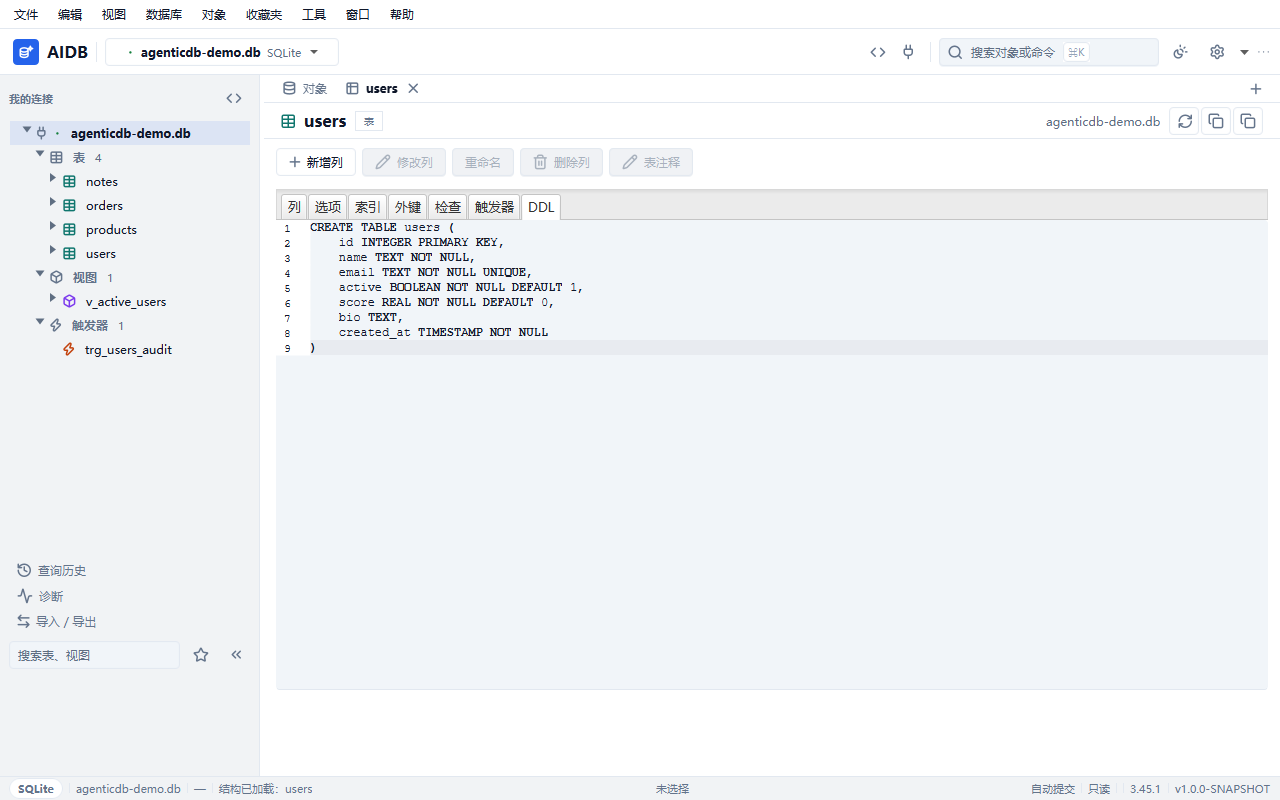 文件 编辑 视图 数据库 对象 收藏夹 工具 窗口 帮助
AIDB · agenticdb-demo.db SQLite 搜索对象或命令 ⌘K
我的连接
· agenticdb-demo.db
表 4
notes
orders
products
users
视图 1
v_active_users
触发器 1
trg_users_audit
查询历史
诊断
导入 / 导出
搜索表、视图
对象 users
users 表 agenticdb-demo.db
新增列 修改列 重命名 删除列 表注释
列 选项 索引 外键 检查 触发器 DDL
1 CREATE TABLE users (
2 id INTEGER PRIMARY KEY,
3 name TEXT NOT NULL,
4 email TEXT NOT NULL UNIQUE,
5 active BOOLEAN NOT NULL DEFAULT 1,
6 score REAL NOT NULL DEFAULT 0,
7 bio TEXT,
8 created_at TIMESTAMP NOT NULL
9 )
SQLite agenticdb-demo.db — 结构已加载: users 未选择 自动提交 只读 3.45.1 v1.0.0-SNAPSHOT